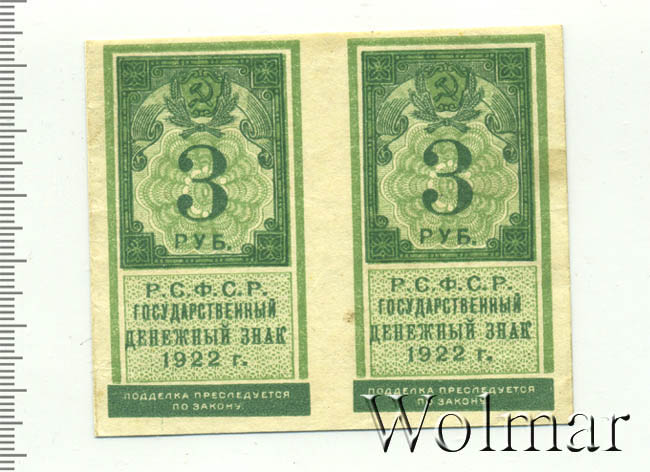 3
РУБ.
Р.С.Ф.С.Р.
ГОСУДАРСТВЕННЫЙ
ДЕНЕЖНЫЙ ЗНАК
1922 г.
ПОДДЕЛКА ПРЕСЛЕДУЕТСЯ
ПО ЗАКОНУ.
3
РУБ.
Р.С.Ф.С.Р.
ГОСУДАРСТВЕННЫЙ
ДЕНЕЖНЫЙ ЗНАК
1922 г.
ПОДДЕЛКА ПРЕСЛЕДУЕТСЯ
ПО ЗАКОНУ.
Wolmar